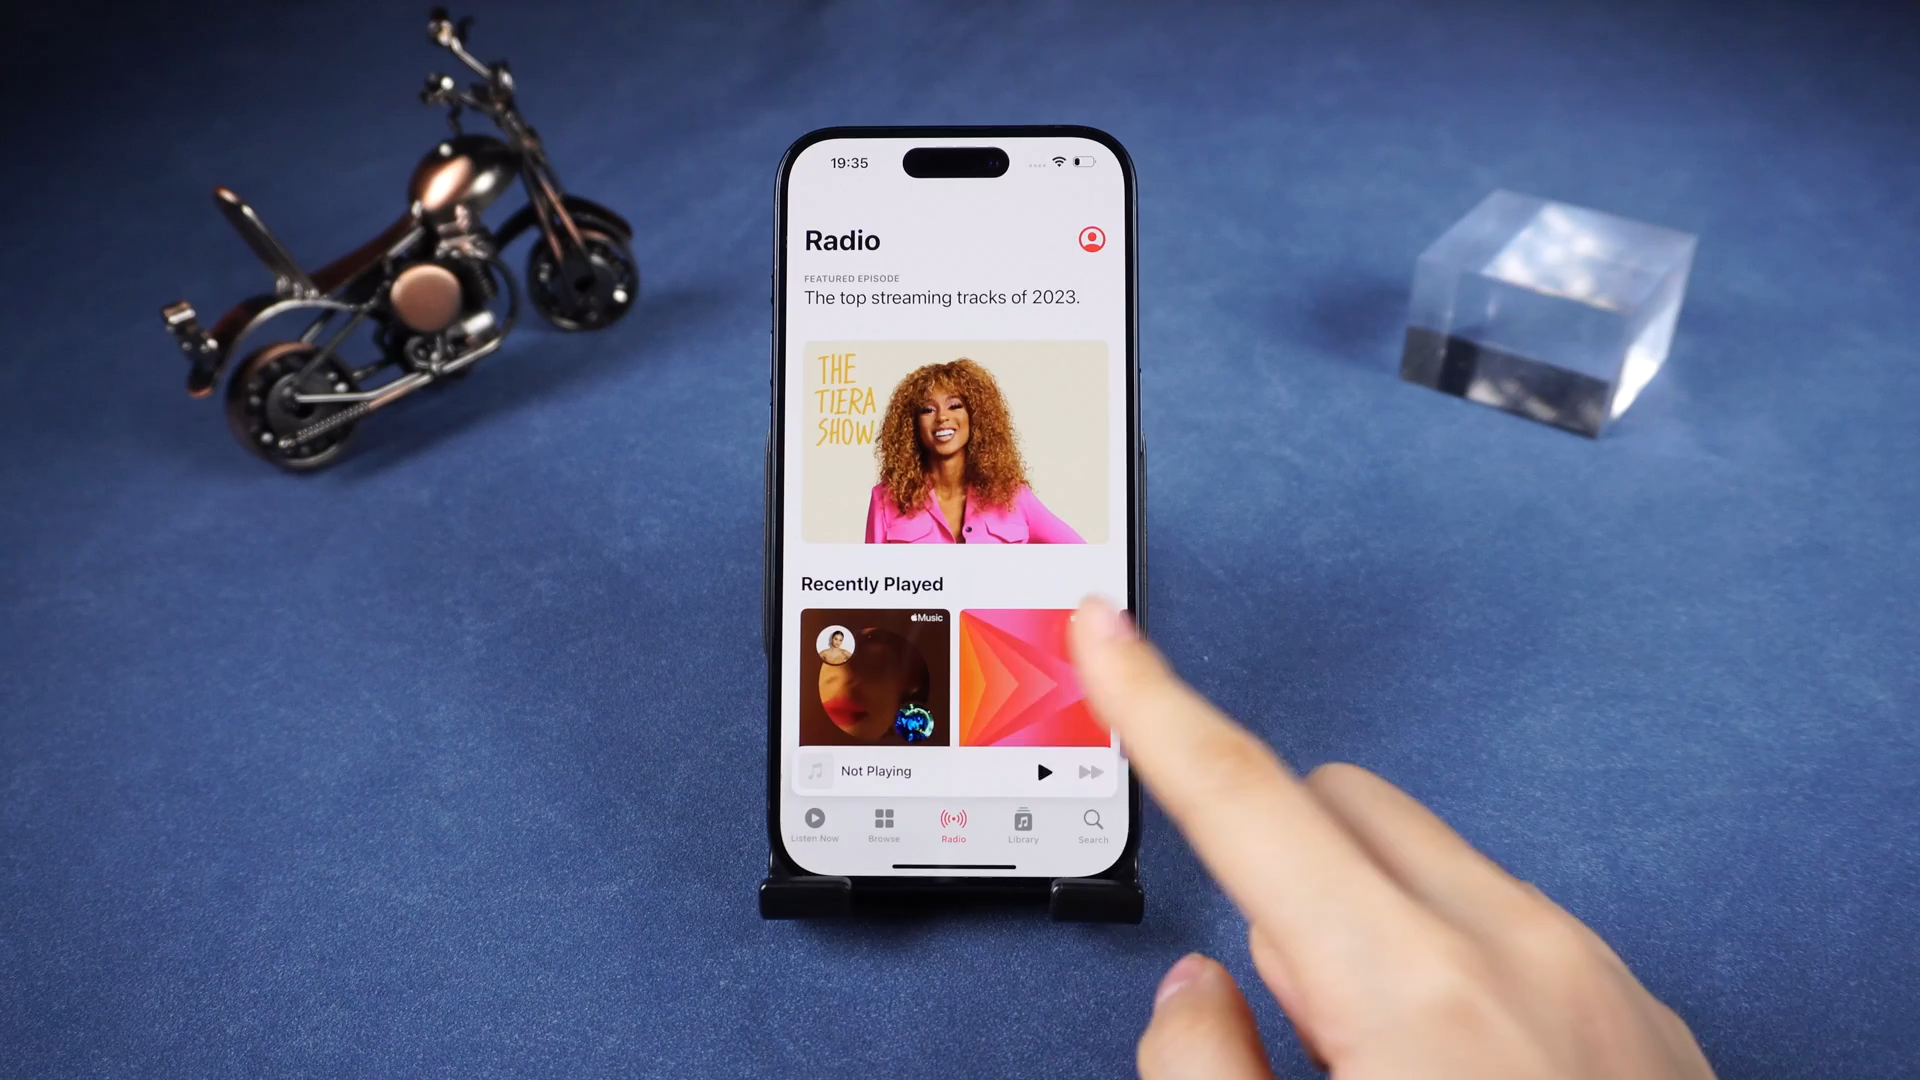 19:35
Radio
FEATURED EPISODE
The top streaming tracks of 2023.
THE
TIERA
SHOW
Recently Played
Music
Not Playing
Listen Now
Browse
Radio
Library
Search